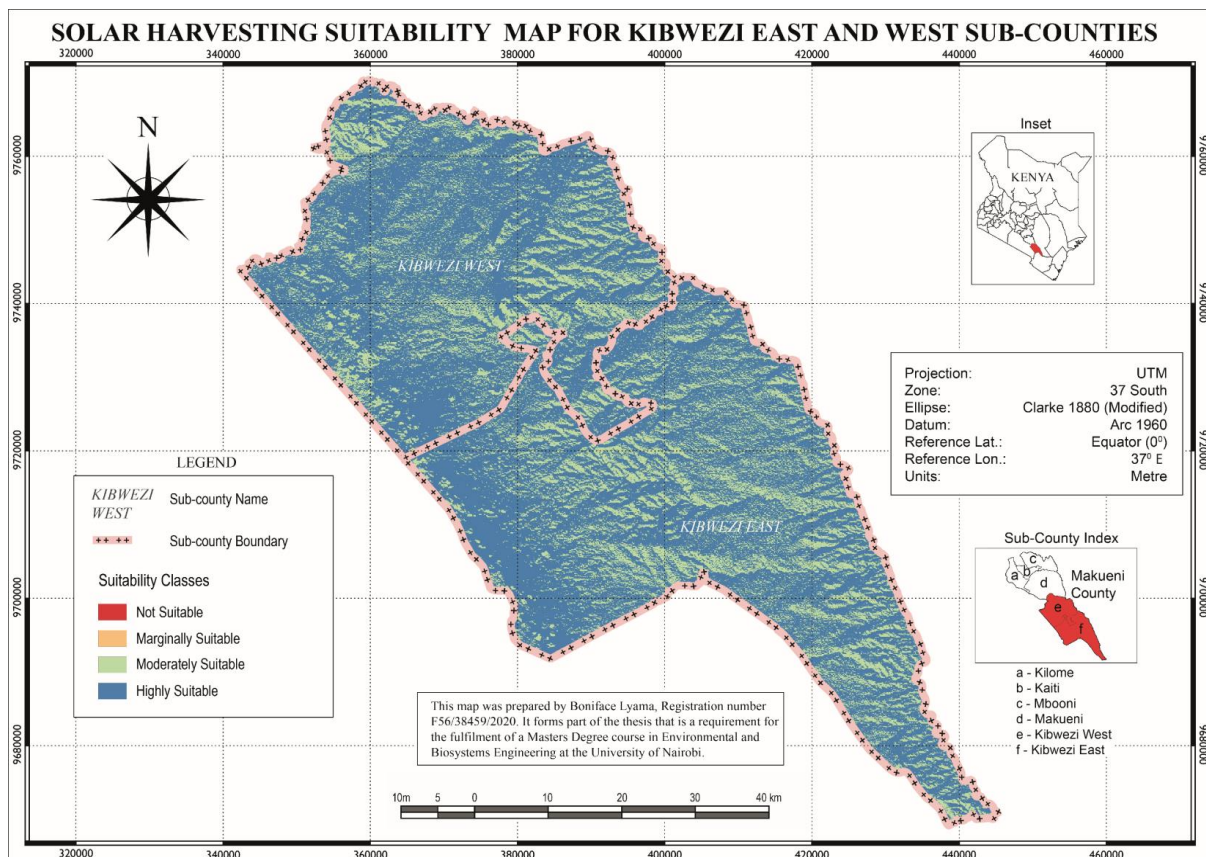 SOLAR HARVESTING SUITABILITY MAP FOR KIBWEZI EAST AND WEST SUB-COUNTIES
320000 340000 360000 380000 400000 420000 440000 460000
N
9760000
9740000
9720000
9700000
9680000
KIBWEZI WEST
KIBWEZI EAST
Inset
KENYA
9760000
9740000
9720000
9700000
9680000
Projection: UTM
Zone: 37 South
Ellipse: Clarke 1880 (Modified)
Datum: Arc 1960
Reference Lat.: Equator (0⁰)
Reference Lon.: 37⁰ E
Units: Metre
LEGEND
KIBWEZI
WEST
Sub-county Name
Sub-county Boundary
Suitability Classes
Not Suitable
Marginally Suitable
Moderately Suitable
Highly Suitable
Sub-County Index
Makueni
County
a
b
c
d
e
f
a - Kilome
b - Kaiti
c - Mbooni
d - Makueni
e - Kibwezi West
f - Kibwezi East
This map was prepared by Boniface Lyama, Registration number
F56/38459/2020. It forms part of the thesis that is a requirement for
the fulfilment of a Masters Degree course in Environmental and
Biosystems Engineering at the University of Nairobi.
10m 5 0 10 20 30 40 km
320000 340000 360000 380000 400000 420000 440000 460000